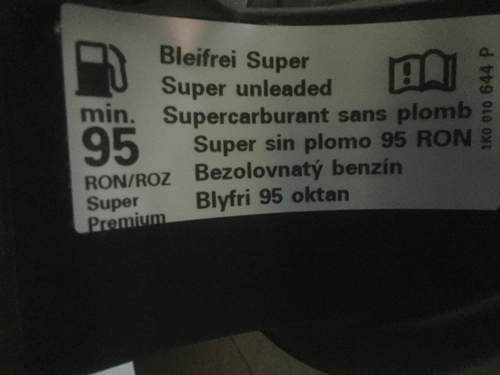 Bleifrei Super
Super unleaded
min. Supercarburant sans plomb
95 Super sin plomo 95 RON
RON/ROZ Bezolovnatý benzín
Super Blyfri 95 oktan
Premium
1K0 010 644 P